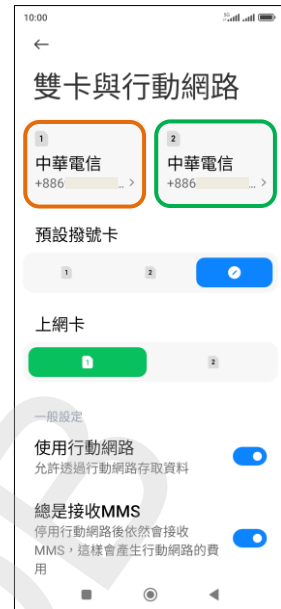 10:00
5G
雙卡與行動網路
1
2
中華電信
中華電信
+886 ..
+886 ..
預設撥號卡
1
2
上網卡
1
2
一般設定
使用行動網路
允許透過行動網路存取資料
總是接收MMS
停用行動網路後依然會接收
MMS，這樣會產生行動網路的費
用